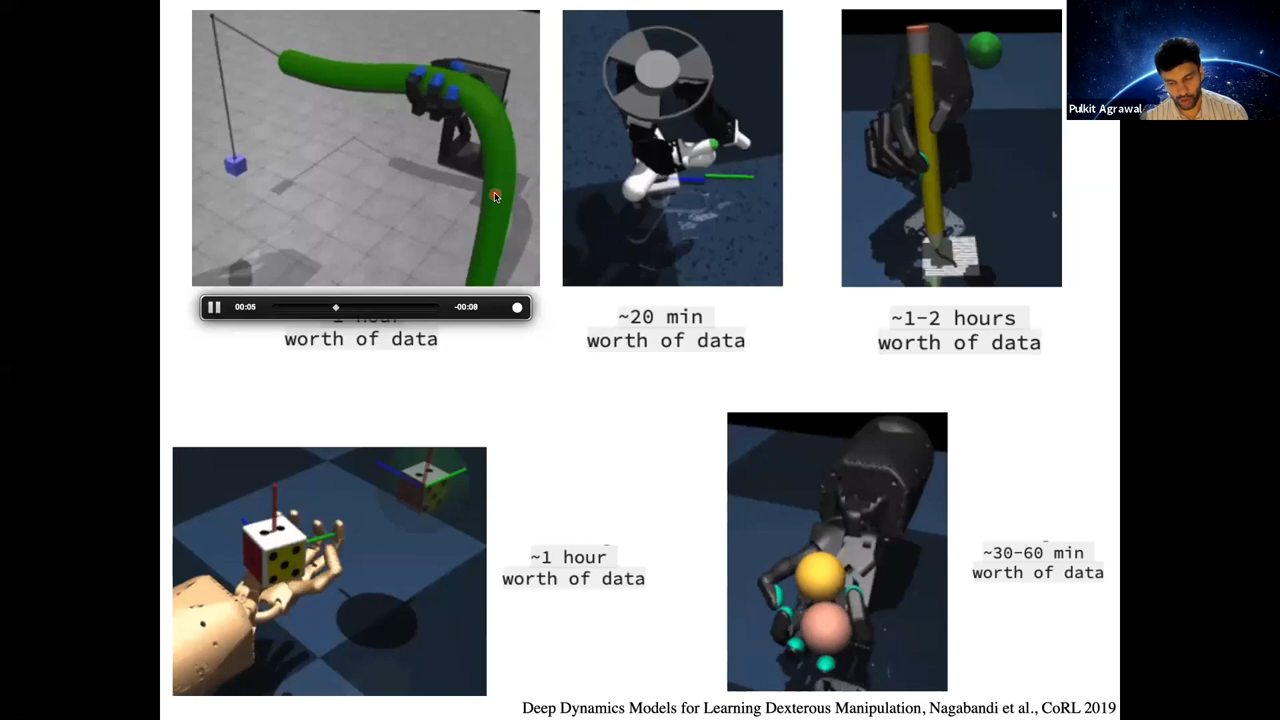 Pulkit Agrawal
00:05
-00:08
worth of data
~20 min
worth of data
~1-2 hours
worth of data
~1 hour
worth of data
~30-60 min
worth of data
Deep Dynamics Models for Learning Dexterous Manipulation, Nagabandi et al., CoRL 2019